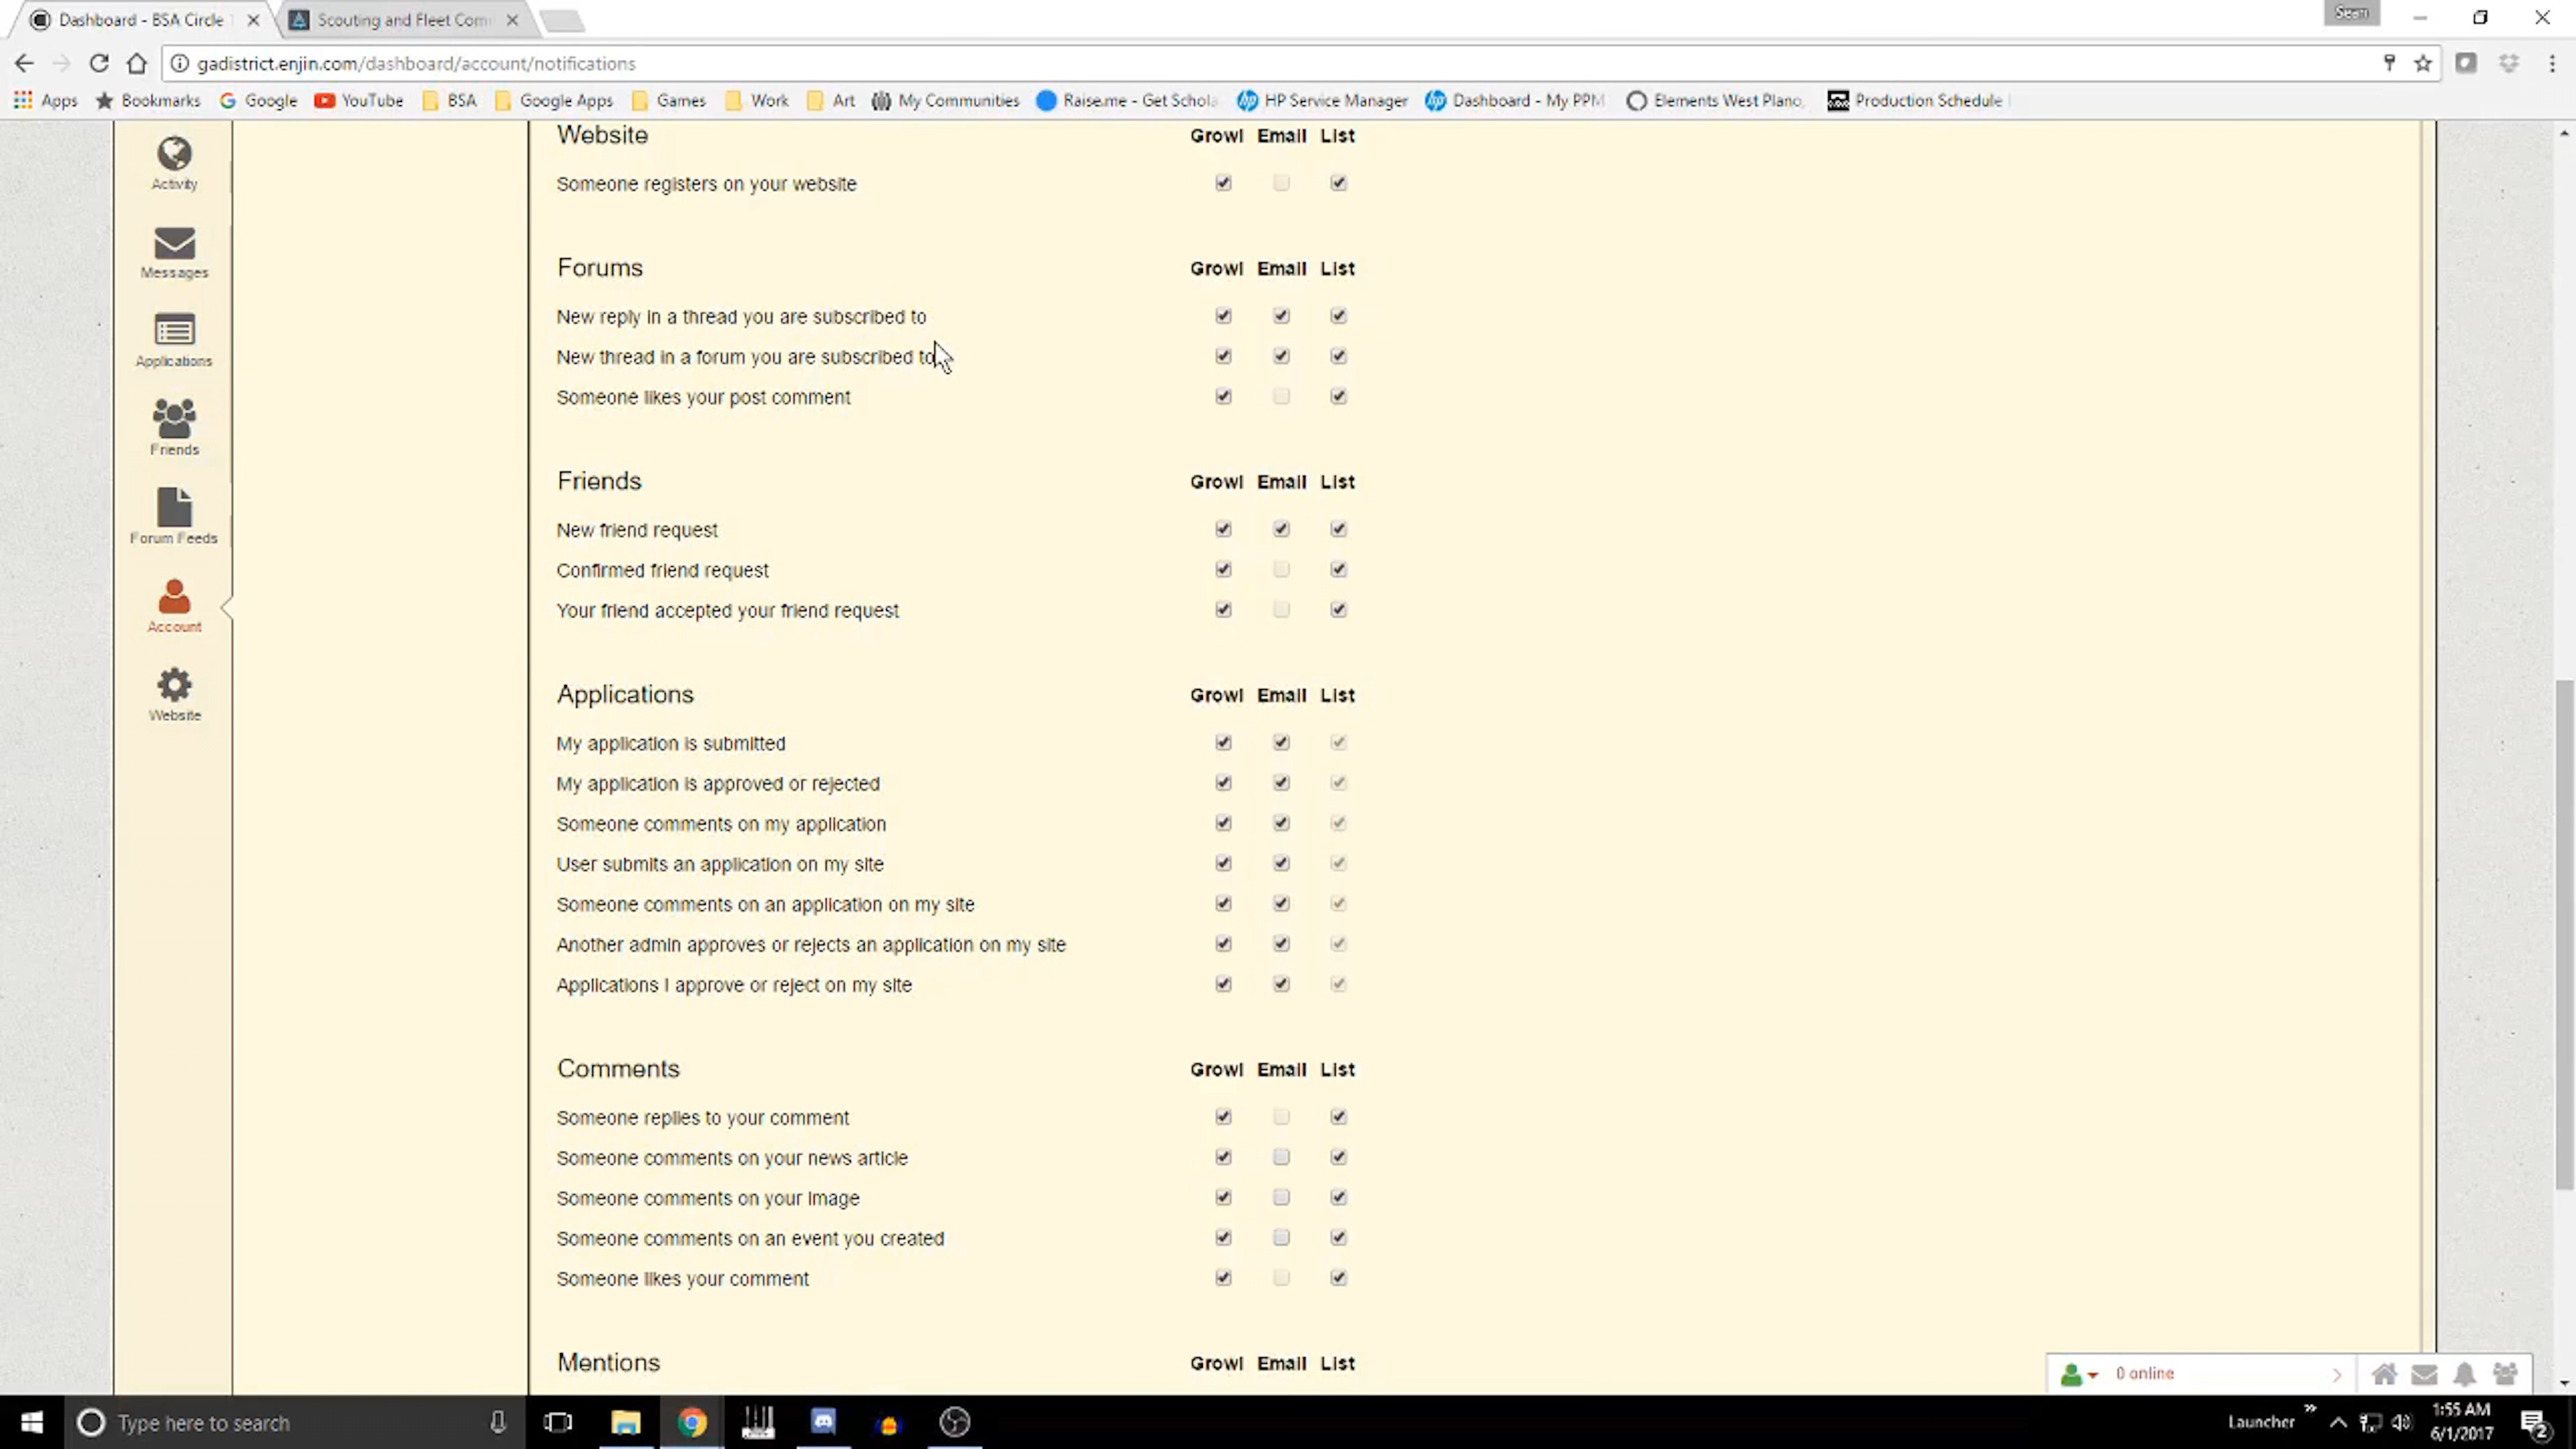 Dashboard - BSA Circle
Scouting and Fleet Com
Sean
gadistrict.enjin.com/dashboard/account/notifications
Apps Bookmarks Google YouTube BSA Google Apps Games Work Art My Communities Raise.me - Get Schola HP Service Manager Dashboard - My PPM Elements West Plano, Production Schedule
Activity
Messages
Applications
Friends
Forum Feeds
Account
Website
Website Growl Email List
Someone registers on your website
Forums Growl Email List
New reply in a thread you are subscribed to
New thread in a forum you are subscribed to
Someone likes your post comment
Friends Growl Email List
New friend request
Confirmed friend request
Your friend accepted your friend request
Applications Growl Email List
My application is submitted
My application is approved or rejected
Someone comments on my application
User submits an application on my site
Someone comments on an application on my site
Another admin approves or rejects an application on my site
Applications I approve or reject on my site
Comments Growl Email List
Someone replies to your comment
Someone comments on your news article
Someone comments on your image
Someone comments on an event you created
Someone likes your comment
Mentions Growl Email List
0 online
Type here to search
Launcher
1:55 AM
6/1/2017
2